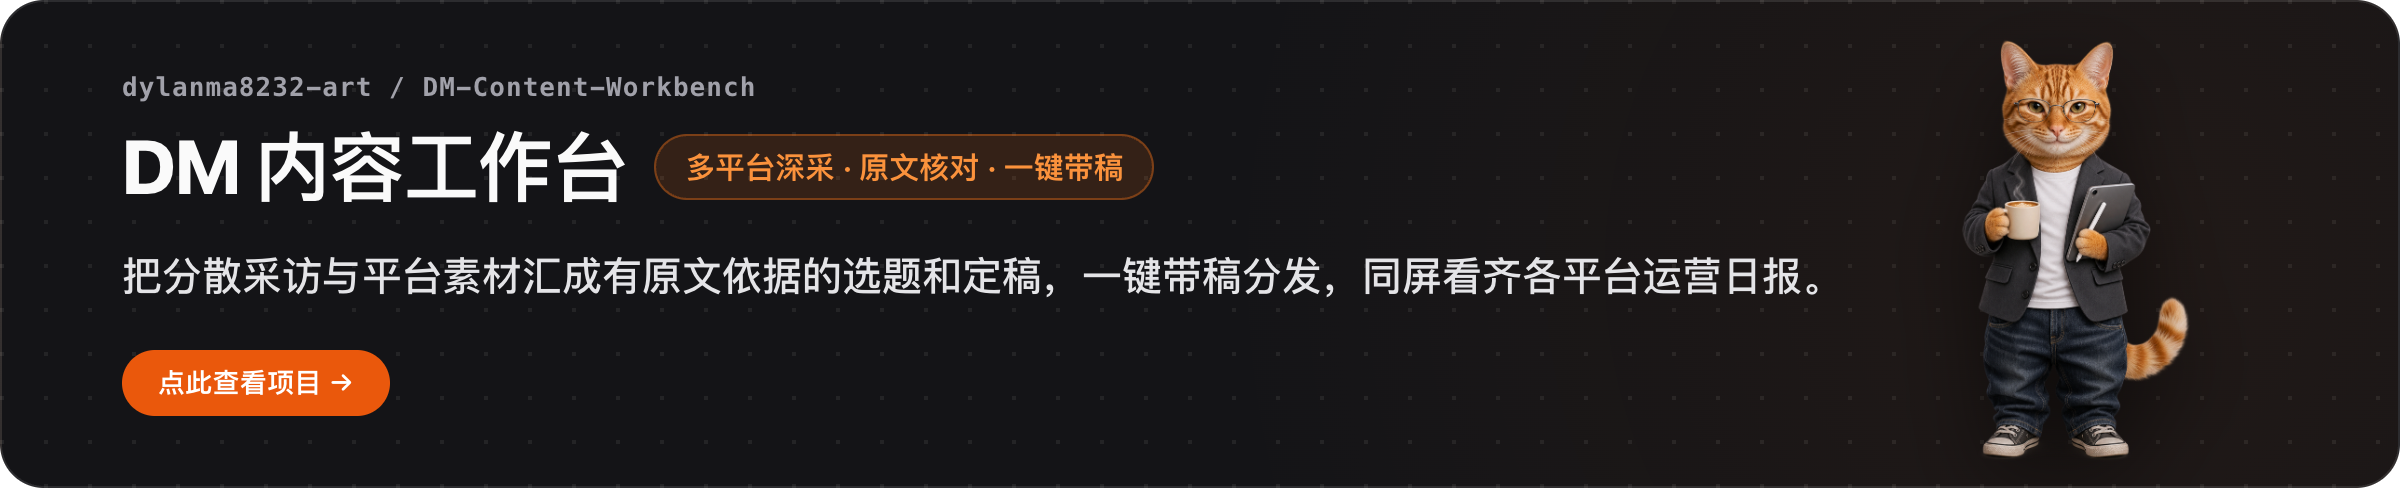 dylanma8232-art / DM-Content-Workbench
DM 内容工作台
多平台深采 · 原文核对 · 一键带稿
把分散采访与平台素材汇成有原文依据的选题和定稿，一键带稿分发，同屏看齐各平台运营日报。
点此查看项目 →